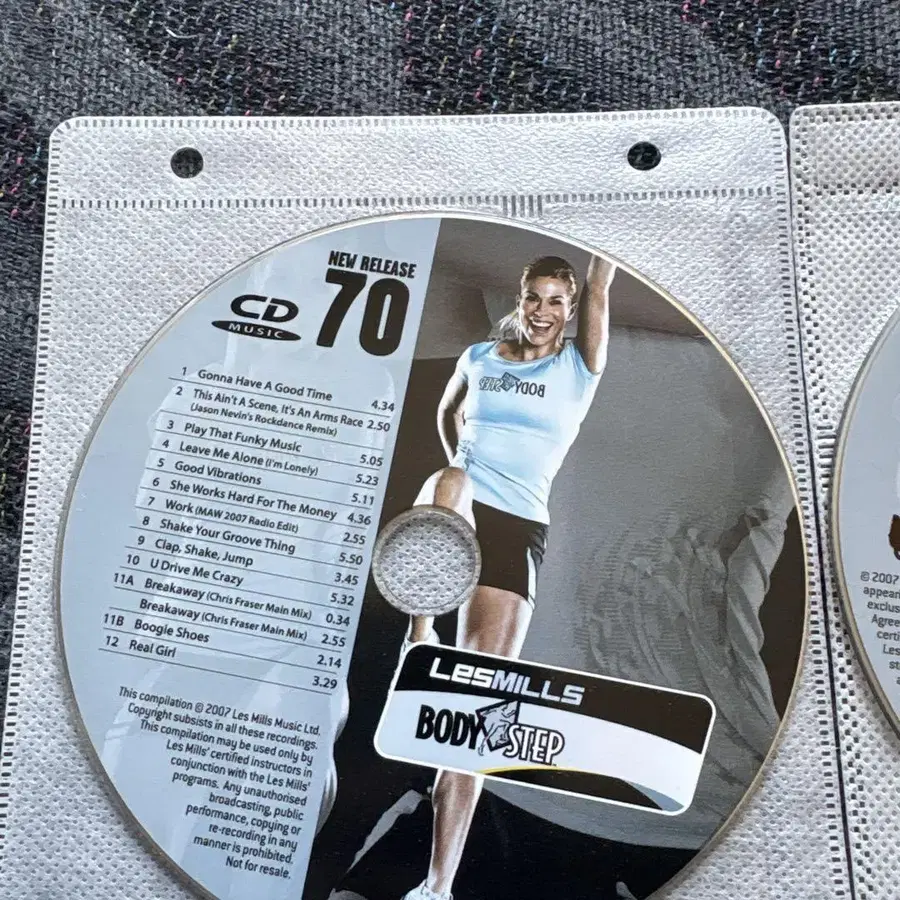 NEW RELEASE
70
CD
MUSIC
1 Gonna Have A Good Time 4.34
2 This Ain't A Scene, It's An Arms Race 2.50
(Jason Nevin's Rockdance Remix)
3 Play That Funky Music 5.05
4 Leave Me Alone (I'm Lonely) 5.23
5 Good Vibrations 5.11
6 She Works Hard For The Money 4.36
7 Work (MAW 2007 Radio Edit) 2.55
8 Shake Your Groove Thing 5.50
9 Clap, Shake, Jump 3.45
10 U Drive Me Crazy 5.32
11A Breakaway (Chris Fraser Main Mix) 0.34
Breakaway (Chris Fraser Main Mix) 2.55
11B Boogie Shoes 2.14
12 Real Girl 3.29
This compilation © 2007 Les Mills Music Ltd.
Copyright subsists in all these recordings.
This compilation may be used only by
Les Mills' certified instructors in
conjunction with the Les Mills'
programs. Any unauthorised
broadcasting, public
performance, copying or
re-recording in any
manner is prohibited.
Not for resale.
BODY STEP
LesMILLS
BODY STEP
© 2007
appeari
exclus
Agree
certi
Les
st
a